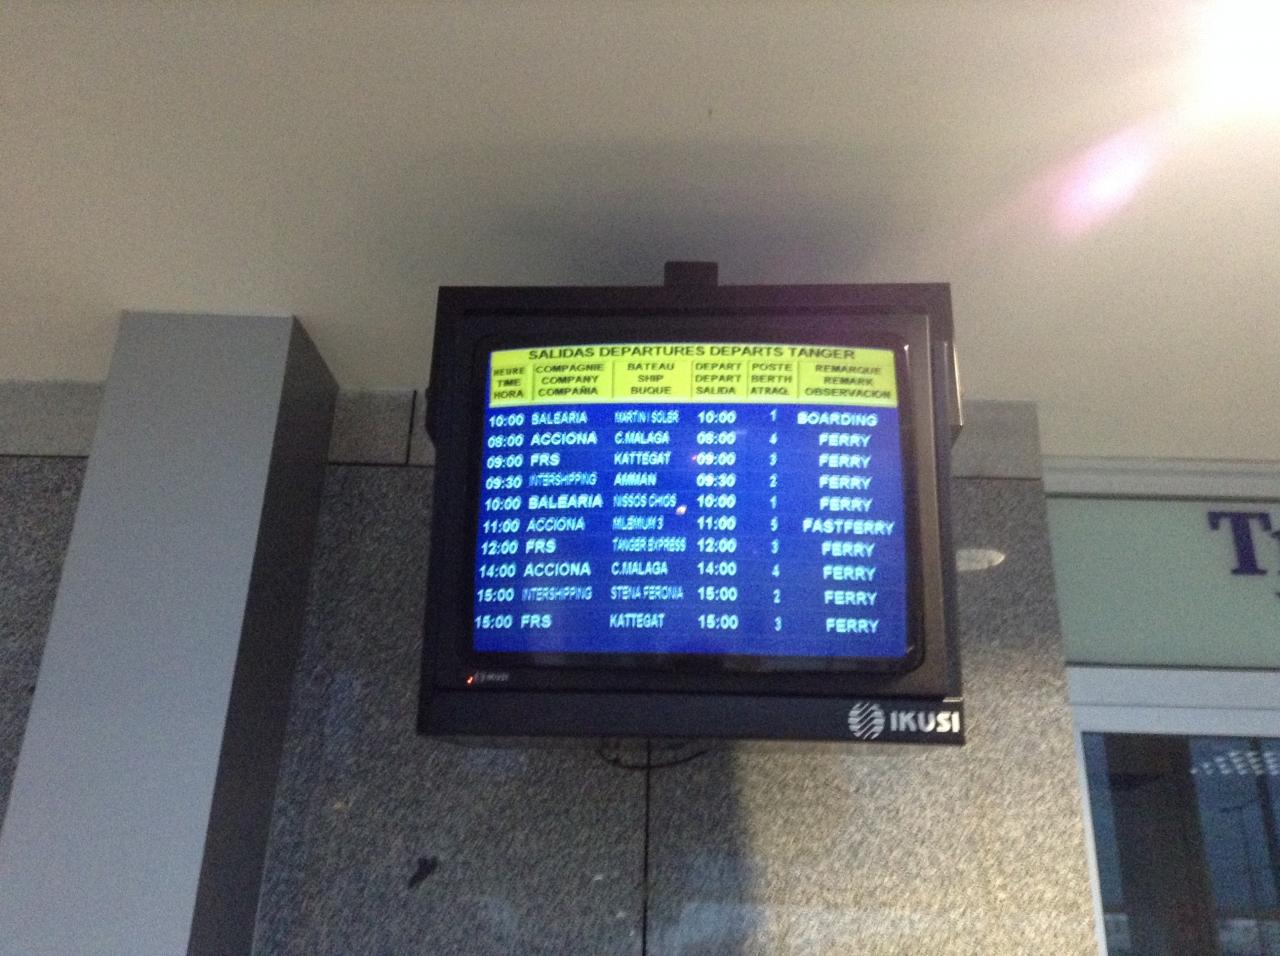 SALIDAS DEPARTURES DEPARTS TANGER
HEURE COMPAGNIE BATEAU DEPART POSTE REMARQUE
TIME COMPANY SHIP DEPART BERTH REMARK
HORA COMPAÑIA BUQUE SALIDA ATRAQ. OBSERVACION
10:00 BALEARIA MARTIN I SOLER 10:00 1 BOARDING
08:00 ACCIONA C.MALAGA 08:00 4 FERRY
09:00 FRS KATTEGAT 09:00 3 FERRY
09:30 INTERSHIPPING AMMAN 09:30 2 FERRY
10:00 BALEARIA NISSOS CHIOS 10:00 1 FERRY
11:00 ACCIONA MILEMIUM 3 11:00 5 FASTFERRY
12:00 FRS TANGER EXPRESS 12:00 3 FERRY
14:00 ACCIONA C.MALAGA 14:00 4 FERRY
15:00 INTERSHIPPING STENA FERONIA 15:00 2 FERRY
15:00 FRS KATTEGAT 15:00 3 FERRY
IKUSI
IKUSI